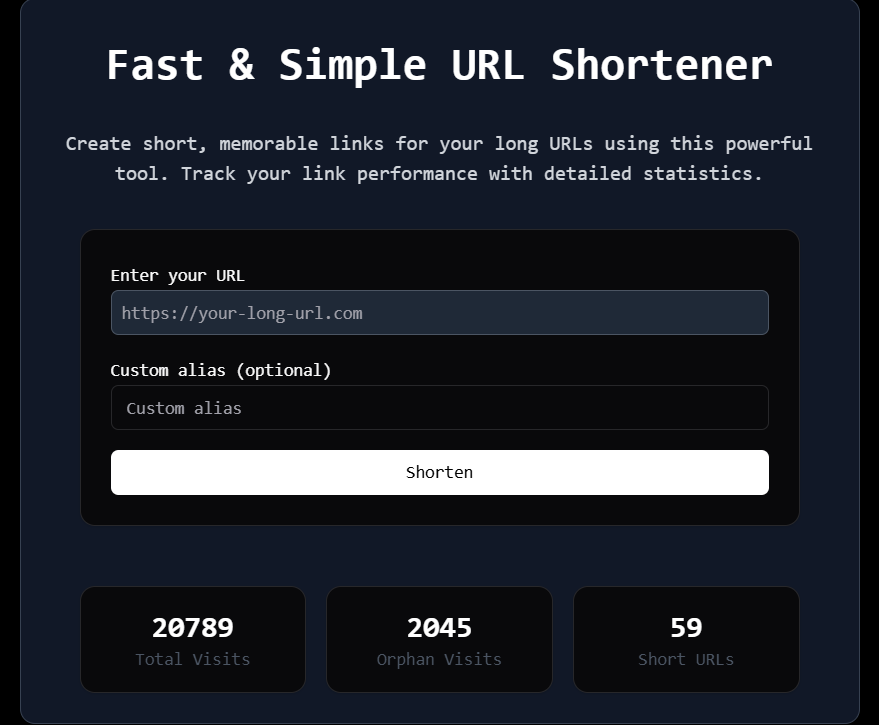 Fast & Simple URL Shortener
Create short, memorable links for your long URLs using this powerful
tool. Track your link performance with detailed statistics.
Enter your URL
https://your-long-url.com
Custom alias (optional)
Custom alias
Shorten
20789
Total Visits
2045
Orphan Visits
59
Short URLs